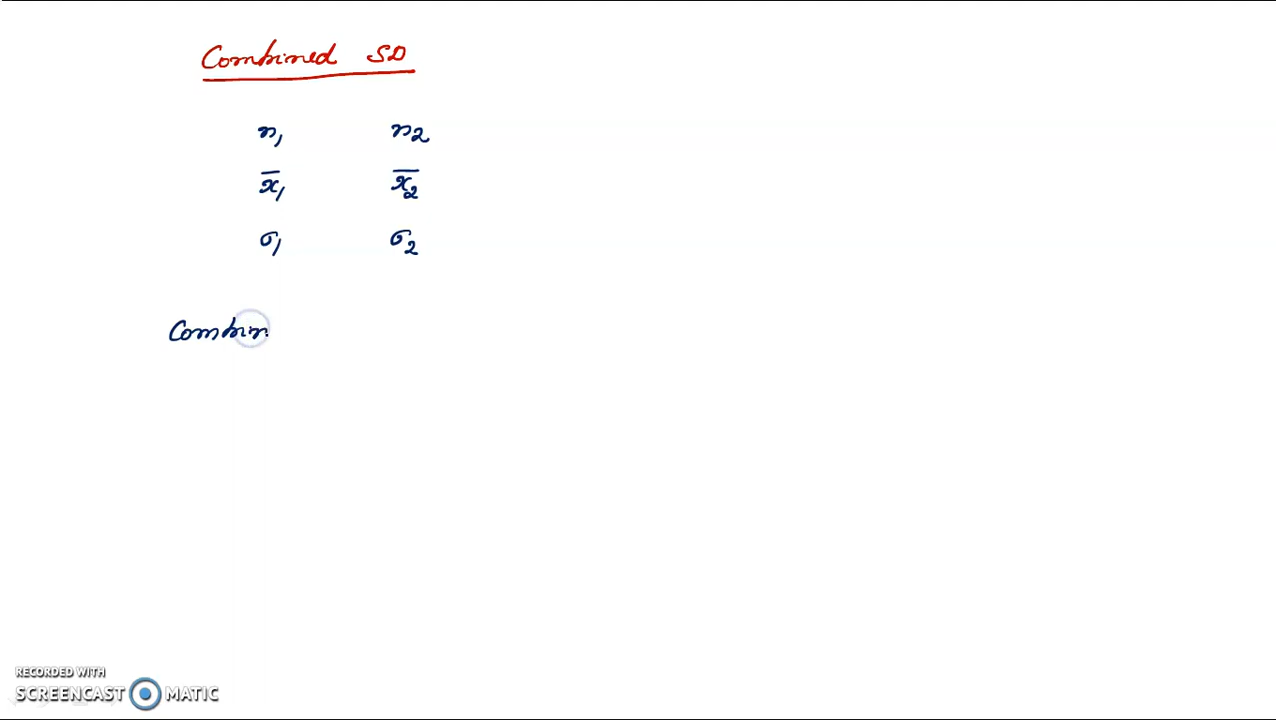 Combined SD
n₁ n₂
x̄₁ x̄₂
σ₁ σ₂
Combin
RECORDED WITH
SCREENCAST MATIC